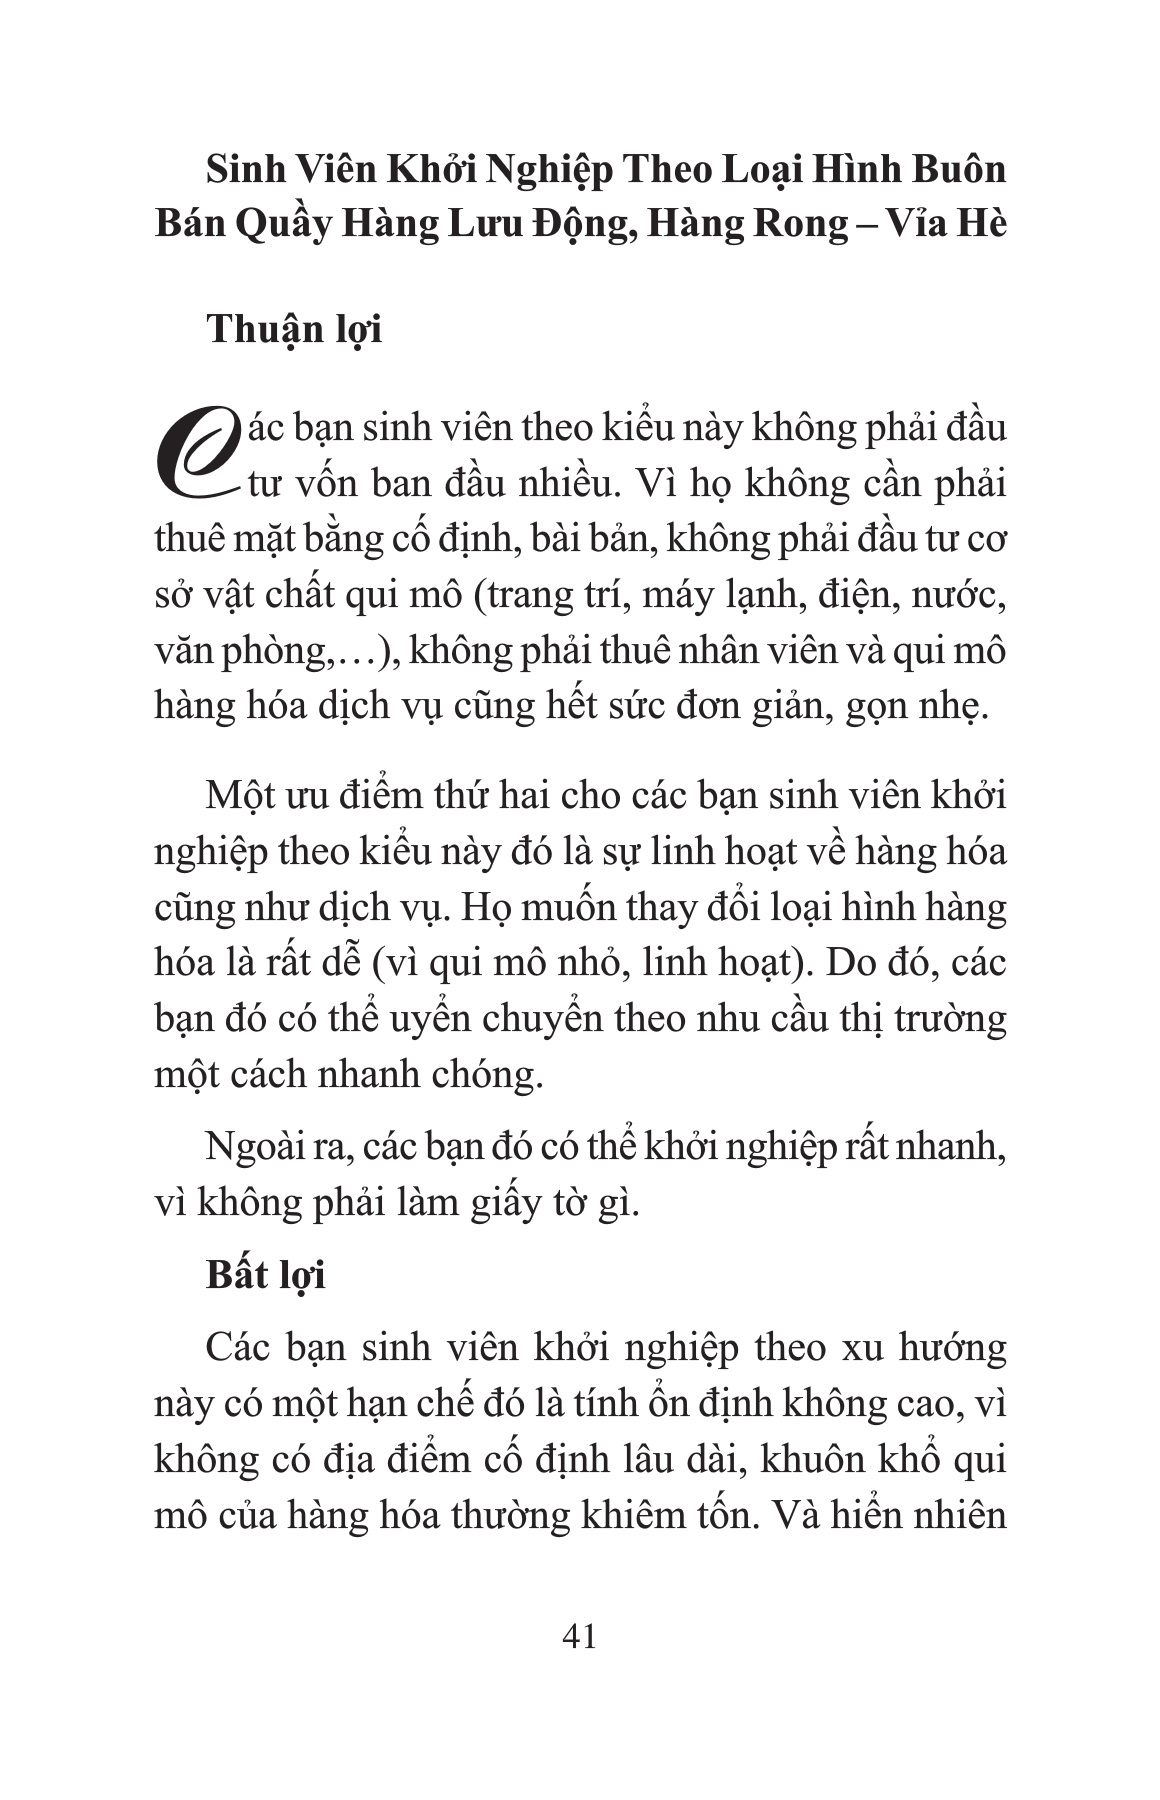 Sinh Viên Khởi Nghiệp Theo Loại Hình Buôn
Bán Quầy Hàng Lưu Động, Hàng Rong – Vỉa Hè
Thuận lợi
Các bạn sinh viên theo kiểu này không phải đầu
tư vốn ban đầu nhiều. Vì họ không cần phải
thuê mặt bằng cố định, bài bản, không phải đầu tư cơ
sở vật chất qui mô (trang trí, máy lạnh, điện, nước,
văn phòng,…), không phải thuê nhân viên và qui mô
hàng hóa dịch vụ cũng hết sức đơn giản, gọn nhẹ.
Một ưu điểm thứ hai cho các bạn sinh viên khởi
nghiệp theo kiểu này đó là sự linh hoạt về hàng hóa
cũng như dịch vụ. Họ muốn thay đổi loại hình hàng
hóa là rất dễ (vì qui mô nhỏ, linh hoạt). Do đó, các
bạn đó có thể uyển chuyển theo nhu cầu thị trường
một cách nhanh chóng.
Ngoài ra, các bạn đó có thể khởi nghiệp rất nhanh,
vì không phải làm giấy tờ gì.
Bất lợi
Các bạn sinh viên khởi nghiệp theo xu hướng
này có một hạn chế đó là tính ổn định không cao, vì
không có địa điểm cố định lâu dài, khuôn khổ qui
mô của hàng hóa thường khiêm tốn. Và hiển nhiên
41